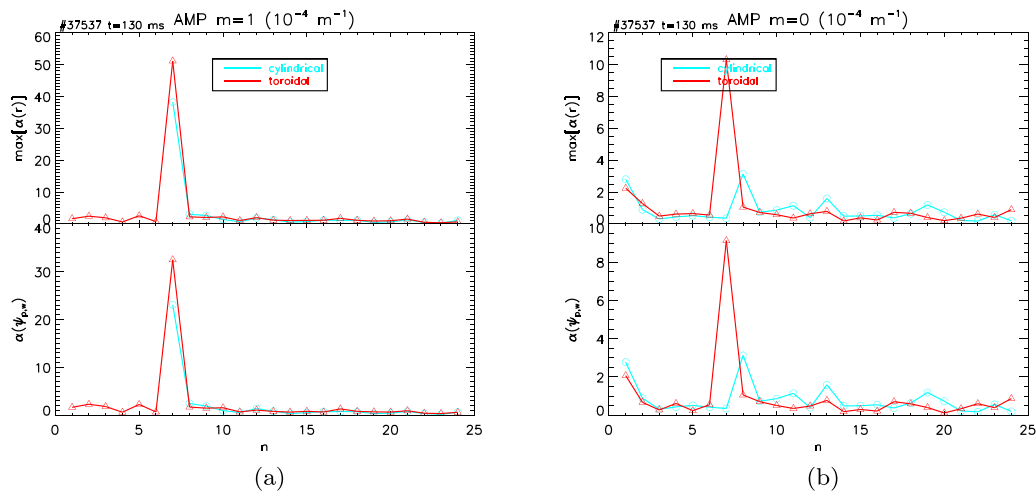 #37537 t=130 ms AMP m=1 (10⁻⁴ m⁻¹)
60
50
40
30
20
10
0
max[α(r)]
cylindrical
toroidal
40
30
20
10
0
α(ψ_{p,w})
0 5 10 15 20 25
n
(a)
#37537 t=130 ms AMP m=0 (10⁻⁴ m⁻¹)
12
10
8
6
4
2
0
max[α(r)]
cylindrical
toroidal
10
8
6
4
2
0
α(ψ_{p,w})
0 5 10 15 20 25
n
(b)